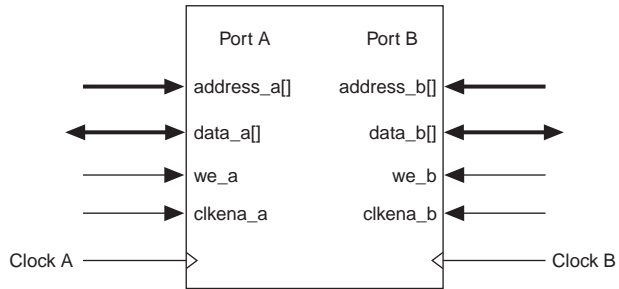 Port A Port B
address_a[] address_b[]
data_a[] data_b[]
we_a we_b
clkena_a clkena_b
Clock A Clock B